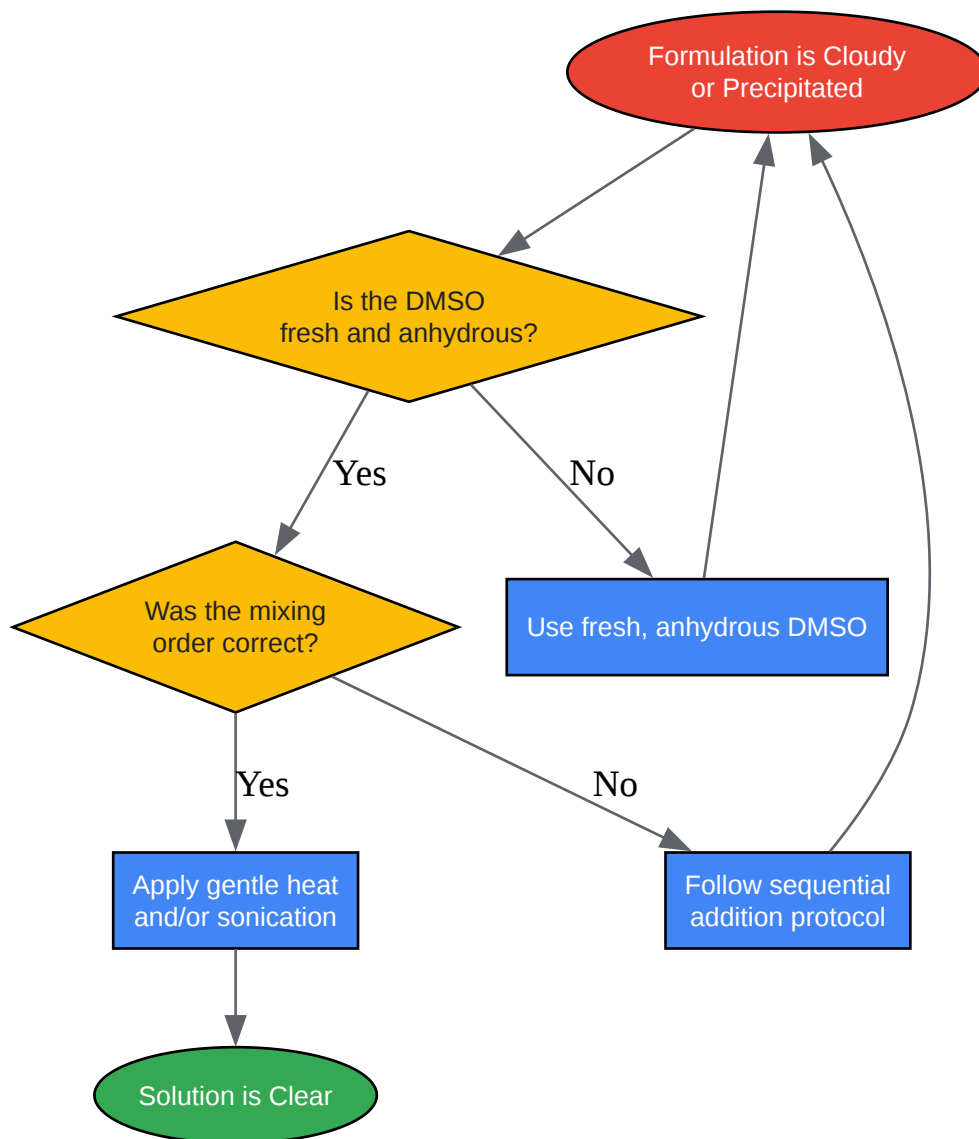 Formulation is Cloudy
or Precipitated
Is the DMSO
fresh and anhydrous?
Yes
No
Was the mixing
order correct?
Use fresh, anhydrous DMSO
Yes
No
Apply gentle heat
and/or sonication
Follow sequential
addition protocol
Solution is Clear